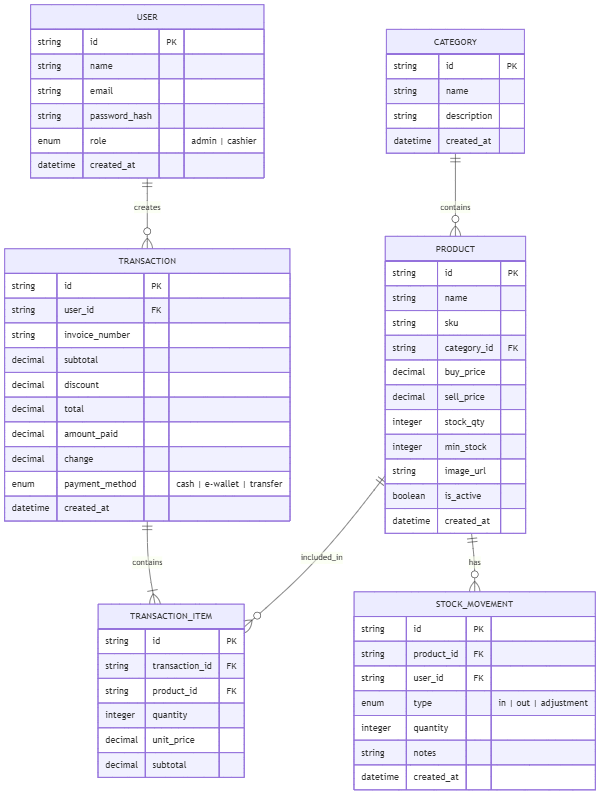 USER
string id PK
string name
string email
string password_hash
enum role admin | cashier
datetime created_at
creates
TRANSACTION
string id PK
string user_id FK
string invoice_number
decimal subtotal
decimal discount
decimal total
decimal amount_paid
decimal change
enum payment_method cash | e-wallet | transfer
datetime created_at
contains
TRANSACTION_ITEM
string id PK
string transaction_id FK
string product_id FK
integer quantity
decimal unit_price
decimal subtotal
CATEGORY
string id PK
string name
string description
datetime created_at
contains
PRODUCT
string id PK
string name
string sku
string category_id FK
decimal buy_price
decimal sell_price
integer stock_qty
integer min_stock
string image_url
boolean is_active
datetime created_at
included_in
has
STOCK_MOVEMENT
string id PK
string product_id FK
string user_id FK
enum type in | out | adjustment
integer quantity
string notes
datetime created_at